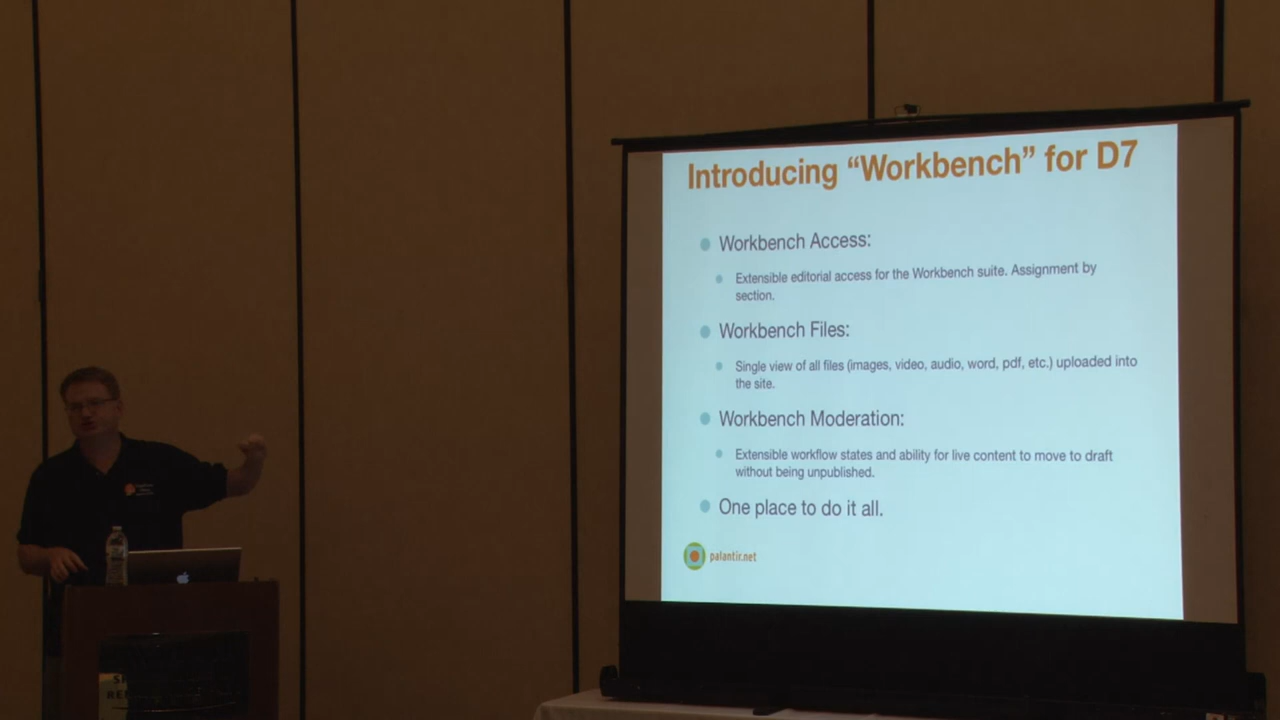 Introducing “Workbench” for D7
Workbench Access:
Extensible editorial access for the Workbench suite. Assignment by
section.
Workbench Files:
Single view of all files (images, video, audio, word, pdf, etc.) uploaded into
the site.
Workbench Moderation:
Extensible workflow states and ability for live content to move to draft
without being unpublished.
One place to do it all.
palantir.net